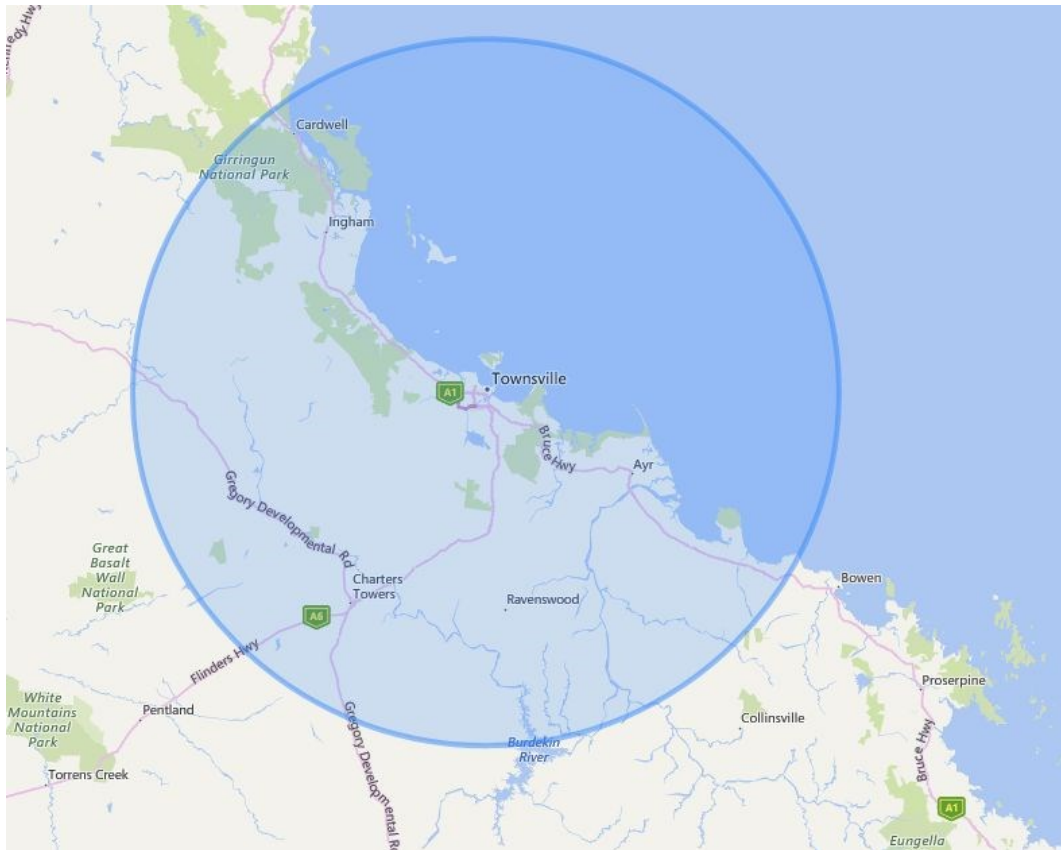 Kennedy Hwy
Cardwell
Girringun
National Park
Ingham
Townsville
A1
Bruce Hwy
Ayr
Gregory Developmental Rd
Great
Basalt
Wall
National
Park
Charters
Towers
Bowen
Ravenswood
A6
Flinders Hwy
Proserpine
White
Mountains
National
Park
Pentland
Gregory Developmental Rd
Collinsville
Burdekin
River
Bruce Hwy
Torrens Creek
A1
Eungella